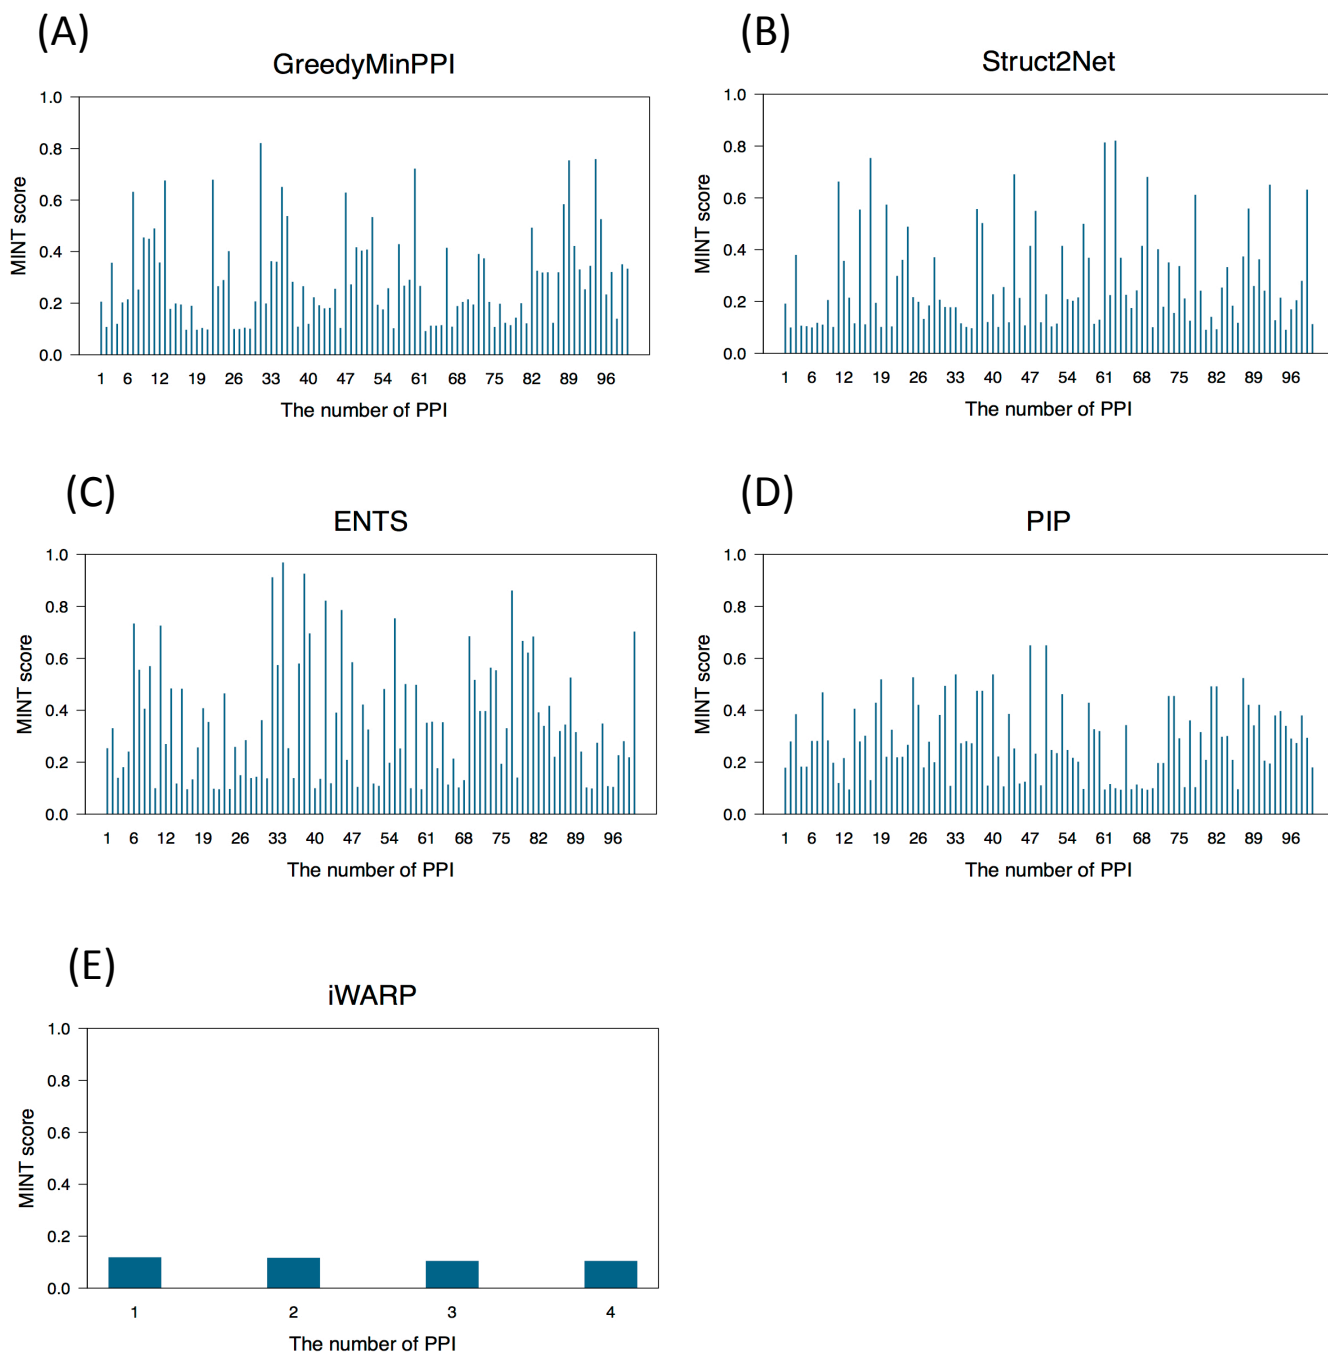 (A)
GreedyMinPPI
MINT score
1.0
0.8
0.6
0.4
0.2
0.0
1 6 12 19 26 33 40 47 54 61 68 75 82 89 96
The number of PPI
(B)
Struct2Net
MINT score
1.0
0.8
0.6
0.4
0.2
0.0
1 6 12 19 26 33 40 47 54 61 68 75 82 89 96
The number of PPI
(C)
ENTS
MINT score
1.0
0.8
0.6
0.4
0.2
0.0
1 6 12 19 26 33 40 47 54 61 68 75 82 89 96
The number of PPI
(D)
PIP
MINT score
1.0
0.8
0.6
0.4
0.2
0.0
1 6 12 19 26 33 40 47 54 61 68 75 82 89 96
The number of PPI
(E)
iWARP
MINT score
1.0
0.8
0.6
0.4
0.2
0.0
1 2 3 4
The number of PPI